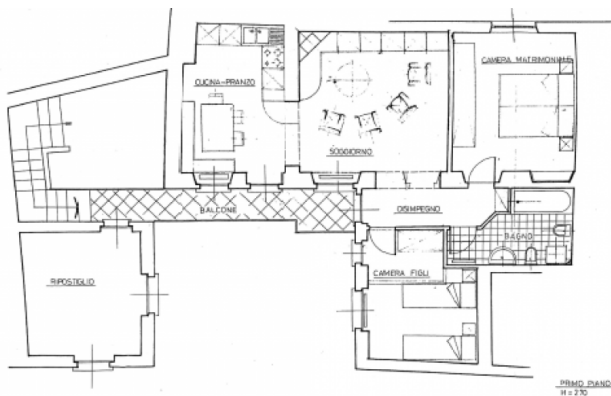 CUCINA-PRANZO
CAMERA MATRIMONIALE
SOGGIORNO
BALCONE
DISIMPEGNO
BAGNO
RIPOSTIGLIO
CAMERA FIGLI
PRIMO PIANO
H=270